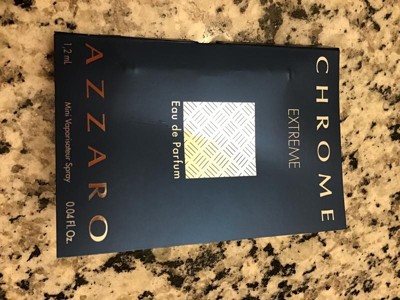 CHROME
EXTREME
Eau de Parfum
AZZARO
1,2 mL
Mini Vaporisateur Spray
0.04 Fl. Oz.